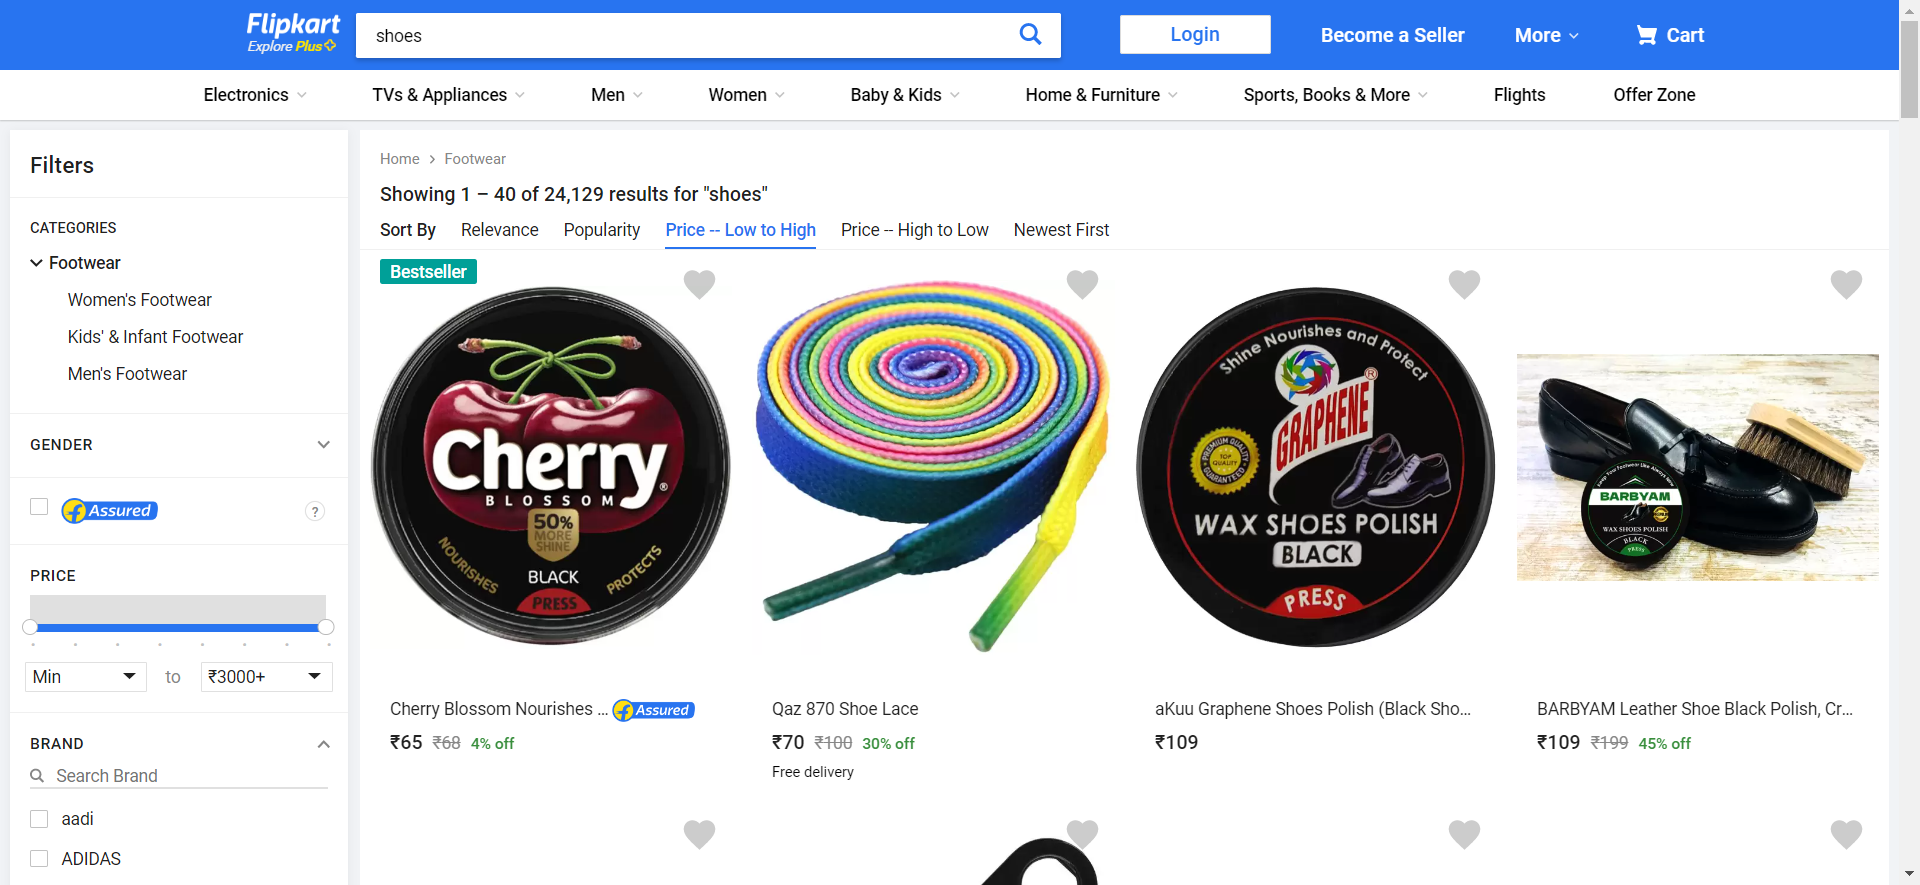 Flipkart
Explore Plus
shoes
Login
Become a Seller
More
Cart
Electronics
TVs & Appliances
Men
Women
Baby & Kids
Home & Furniture
Sports, Books & More
Flights
Offer Zone
Filters
CATEGORIES
Footwear
Women's Footwear
Kids' & Infant Footwear
Men's Footwear
GENDER
Assured
?
PRICE
Min
to
₹3000+
BRAND
Search Brand
aadi
ADIDAS
Home
Footwear
Showing 1 – 40 of 24,129 results for "shoes"
Sort By
Relevance
Popularity
Price -- Low to High
Price -- High to Low
Newest First
Bestseller
Cherry®
BLOSSOM
50%
MORE
SHINE
NOURISHES
PROTECTS
BLACK
PRESS
Cherry Blossom Nourishes ...
Assured
₹65 ₹68 4% off
Qaz 870 Shoe Lace
₹70 ₹100 30% off
Free delivery
Shine Nourishes and Protect
GRAPHENE®
PREMIUM QUALITY
TOP
QUALITY
GUARANTEED
WAX SHOES POLISH
BLACK
PRESS
aKuu Graphene Shoes Polish (Black Sho...
₹109
Keep Your Footwear Like Always New
BARBYAM
WAX SHOES POLISH
BLACK
PRESS
BARBYAM Leather Shoe Black Polish, Cr...
₹109 ₹199 45% off